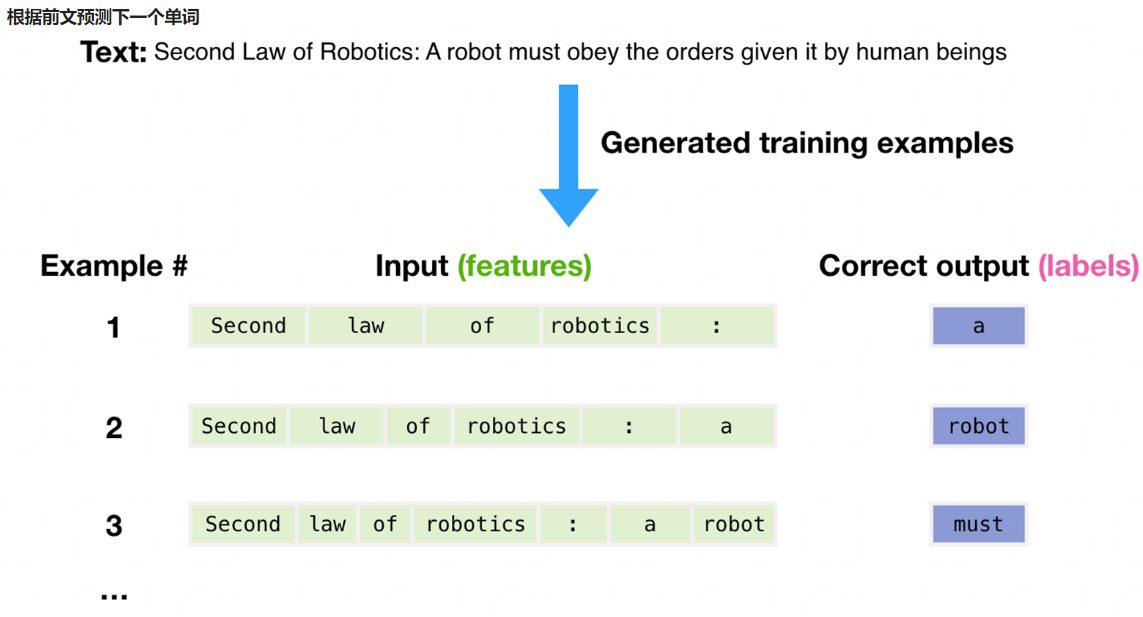 根据前文预测下一个单词
Text: Second Law of Robotics: A robot must obey the orders given it by human beings
Generated training examples
Example # Input (features) Correct output (labels)
1 Second law of robotics : a
2 Second law of robotics : a robot
3 Second law of robotics : a robot must
...